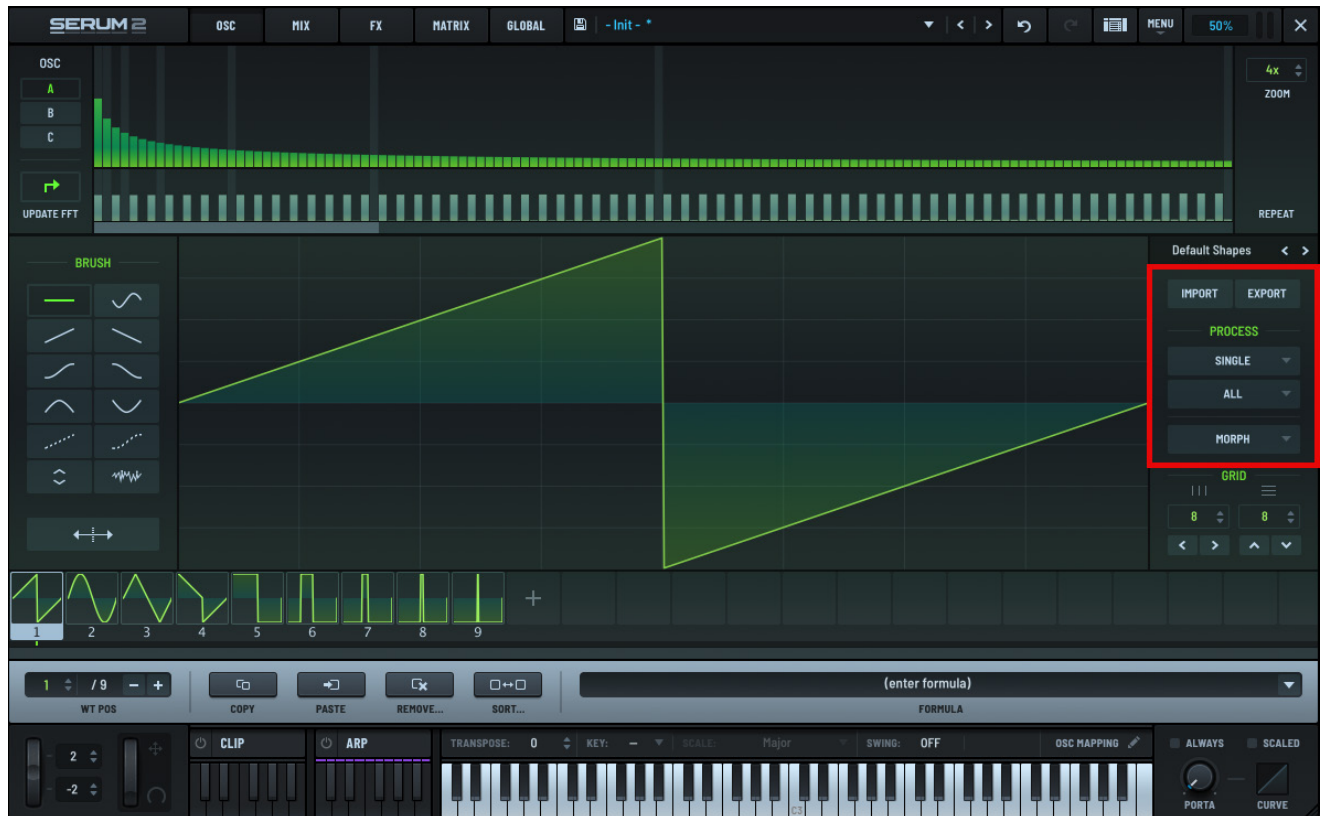 SERUM 2 OSC MIX FX MATRIX GLOBAL - Init - * MENU 50%
OSC
A
B
C
UPDATE FFT
4x
ZOOM
REPEAT
BRUSH
Default Shapes < >
IMPORT EXPORT
PROCESS
SINGLE
ALL
MORPH
GRID
8 8
1 2 3 4 5 6 7 8 9 +
1 / 9 - +
WT POS COPY PASTE REMOVE... SORT...
(enter formula)
FORMULA
2
-2
CLIP ARP
TRANSPOSE: 0 KEY: – SCALE: Major SWING: OFF OSC MAPPING
C3
ALWAYS SCALED
PORTA CURVE